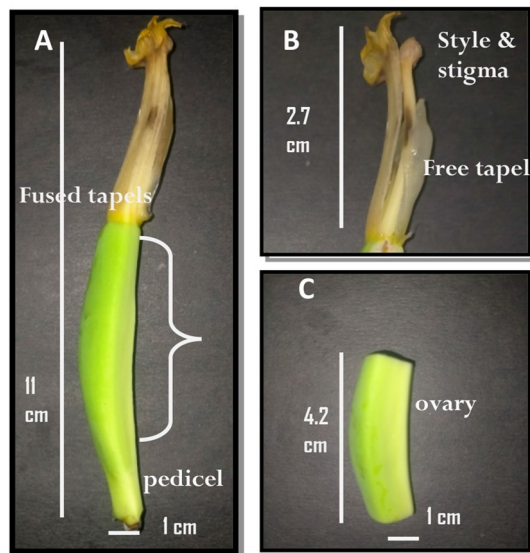 A
Fused tapels
11
cm
pedicel
1 cm
B
Style &
stigma
2.7
cm
Free tapel
C
4.2
cm
ovary
1 cm